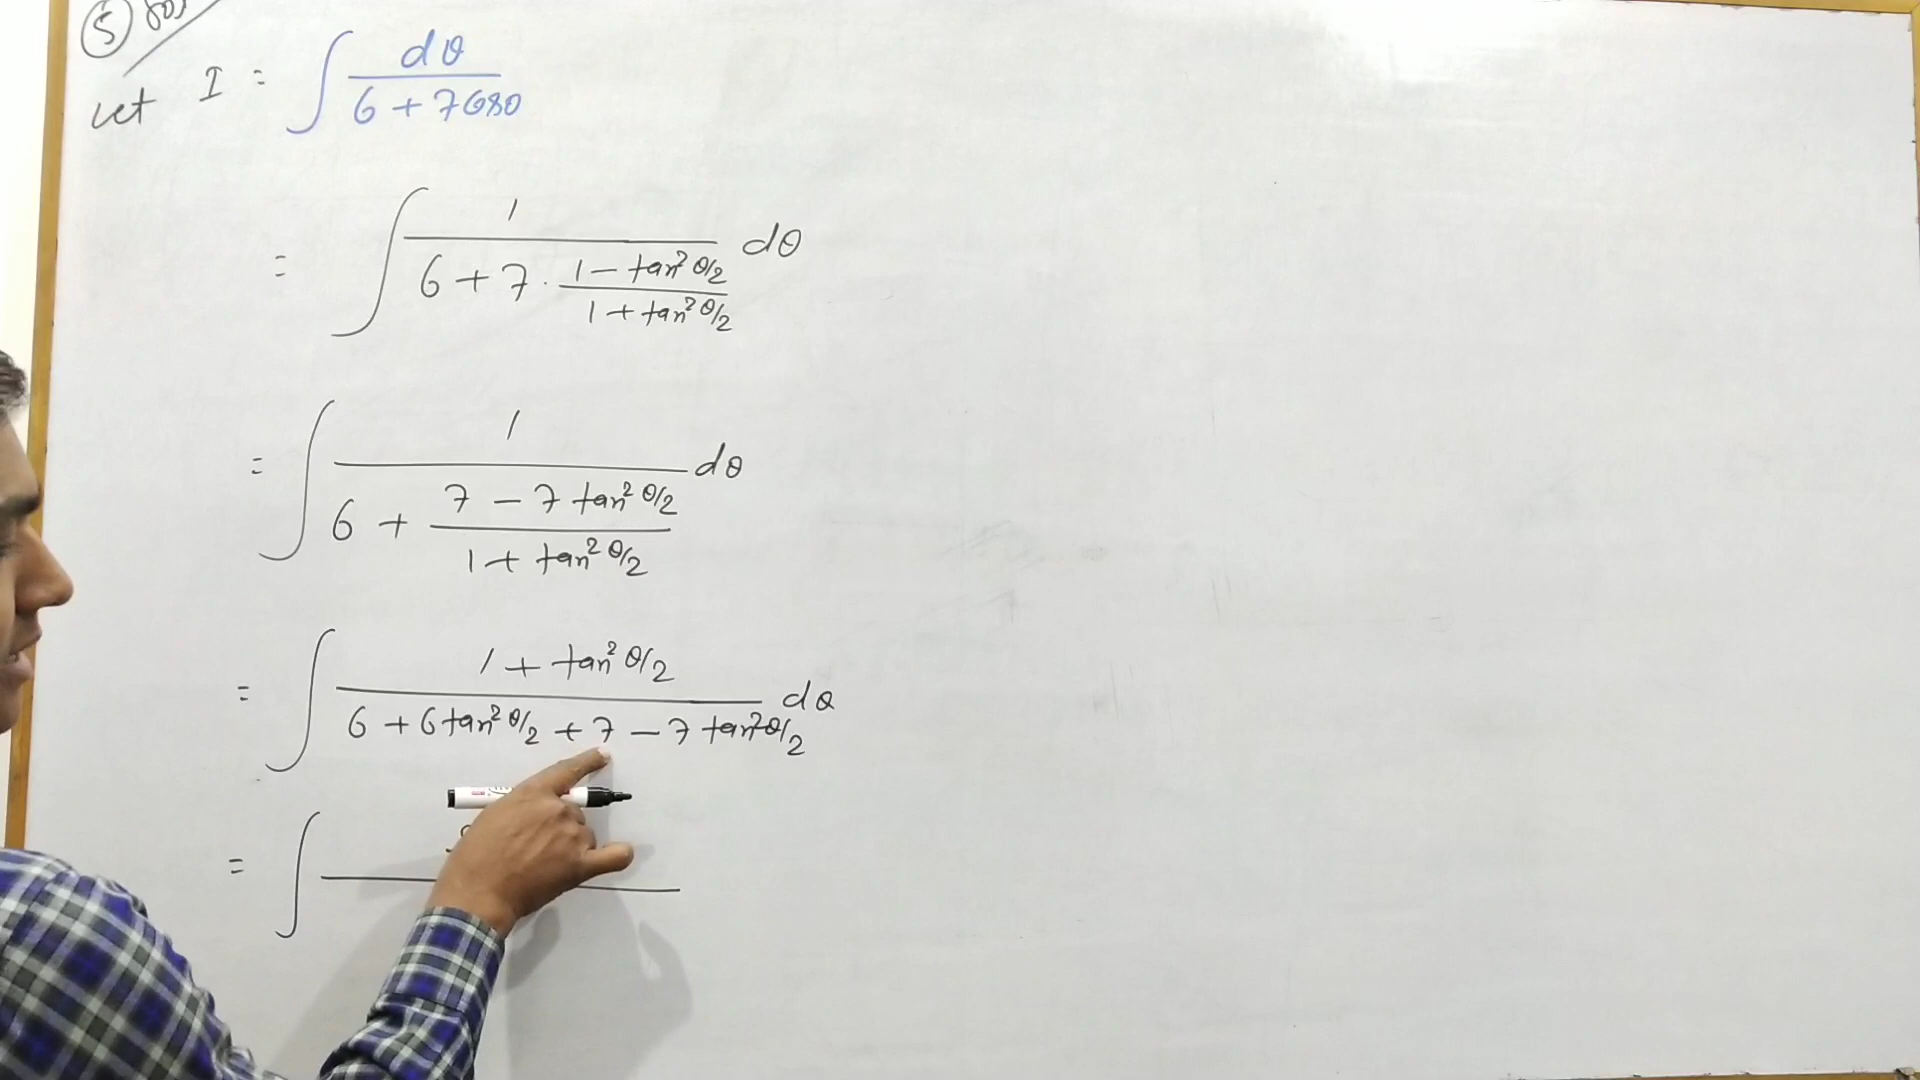 5
Let I = ∫ dθ / (6 + 7cosθ)
= ∫ 1 / (6 + 7 · (1 − tan² θ/2) / (1 + tan² θ/2)) dθ
= ∫ 1 / (6 + (7 − 7 tan² θ/2) / (1 + tan² θ/2)) dθ
= ∫ (1 + tan² θ/2) / (6 + 6 tan² θ/2 + 7 − 7 tan² θ/2) dθ
= ∫